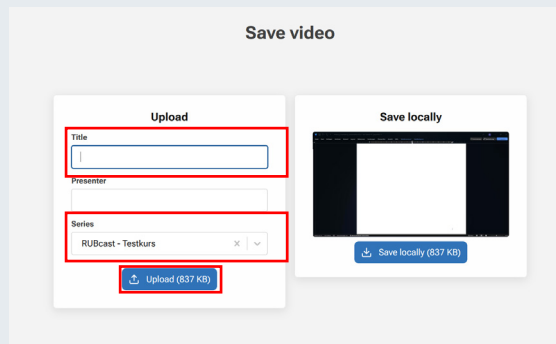 Save video
Upload
Title
Presenter
Series
RUBcast - Testkurs
Upload (837 KB)
Save locally
Save locally (837 KB)